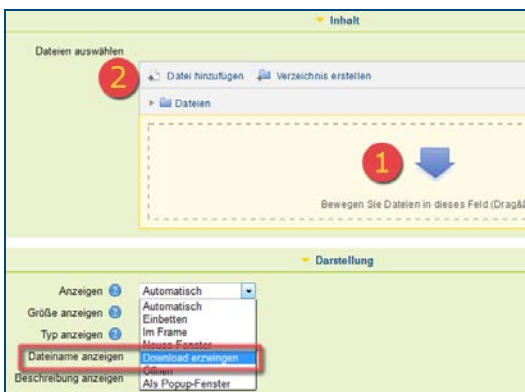 Inhalt
Dateien auswählen
2
Datei hinzufügen Verzeichnis erstellen
Dateien
1
Bewegen Sie Dateien in dieses Feld (Drag&
Darstellung
Anzeigen Automatisch
Automatisch
Größe anzeigen
Einbetten
Typ anzeigen
Im Frame
Neues Fenster
Dateiname anzeigen Download erzwingen
Öffnen
Beschreibung anzeigen
Als Popup-Fenster